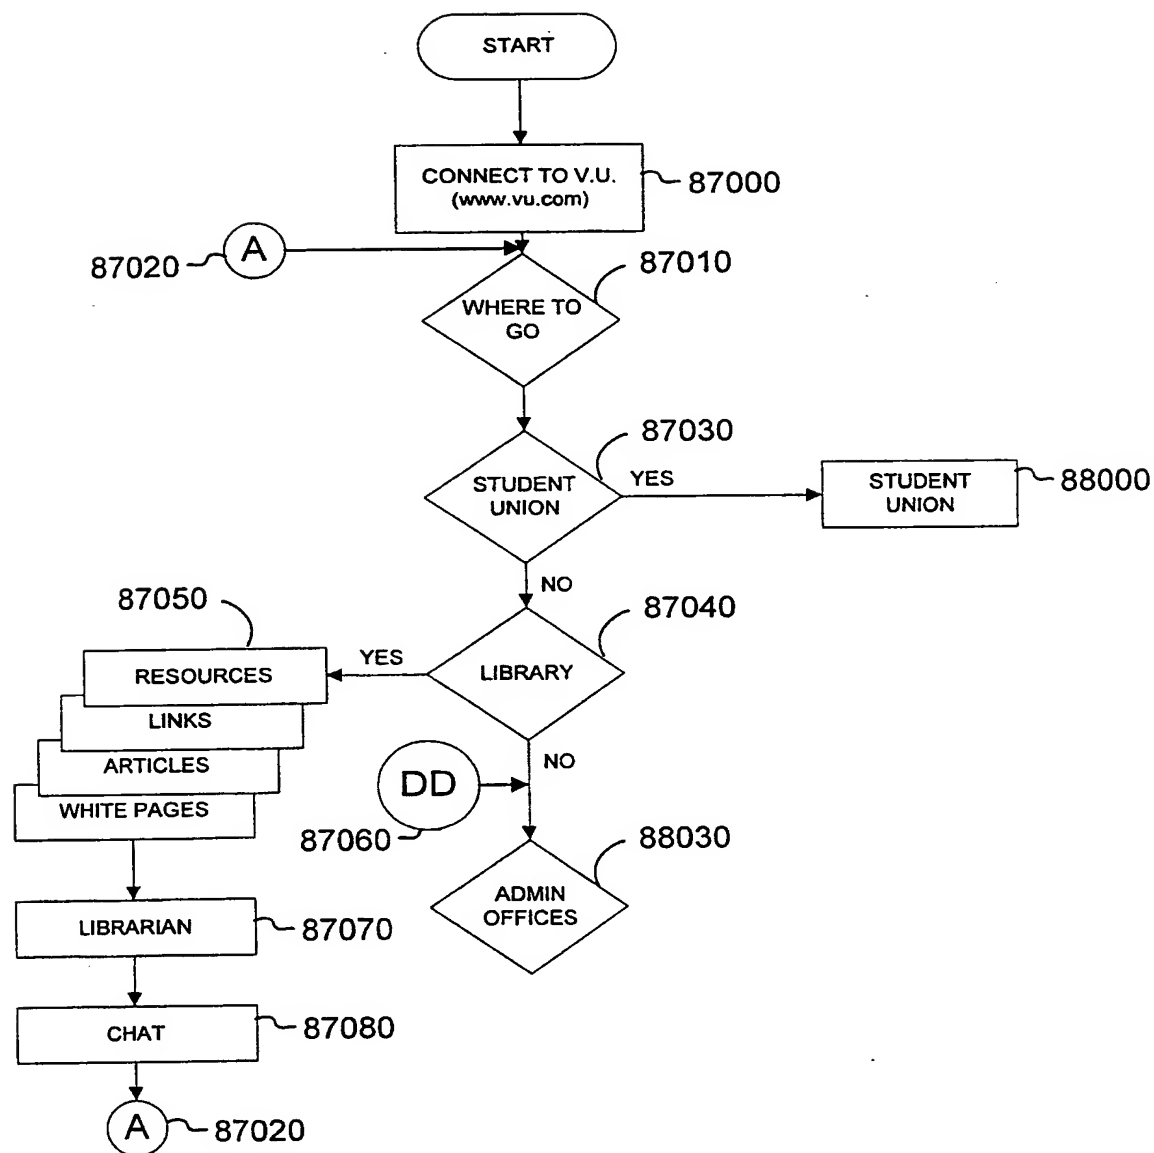 START
CONNECT TO V.U.
(www.vu.com)
87000
A
87020
87010
WHERE TO
GO
87030
STUDENT
UNION
YES
STUDENT
UNION
88000
NO
87050
87040
RESOURCES
YES
LIBRARY
LINKS
ARTICLES
WHITE PAGES
NO
DD
87060
88030
ADMIN
OFFICES
LIBRARIAN
87070
CHAT
87080
A
87020